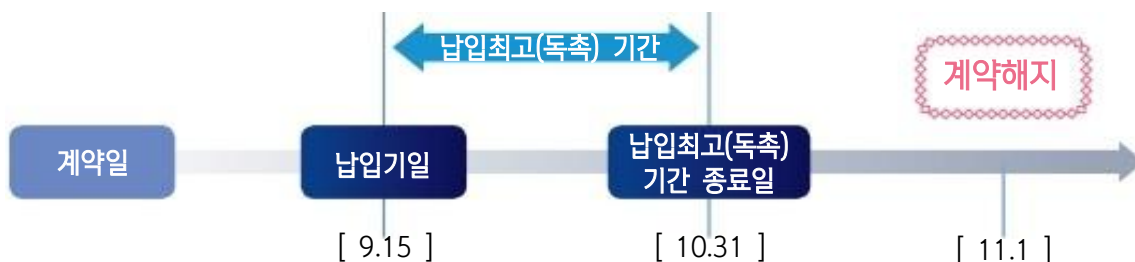 납입최고(독촉) 기간
계약해지
계약일
납입기일
납입최고(독촉)
기간 종료일
[ 9.15 ]
[ 10.31 ]
[ 11.1 ]